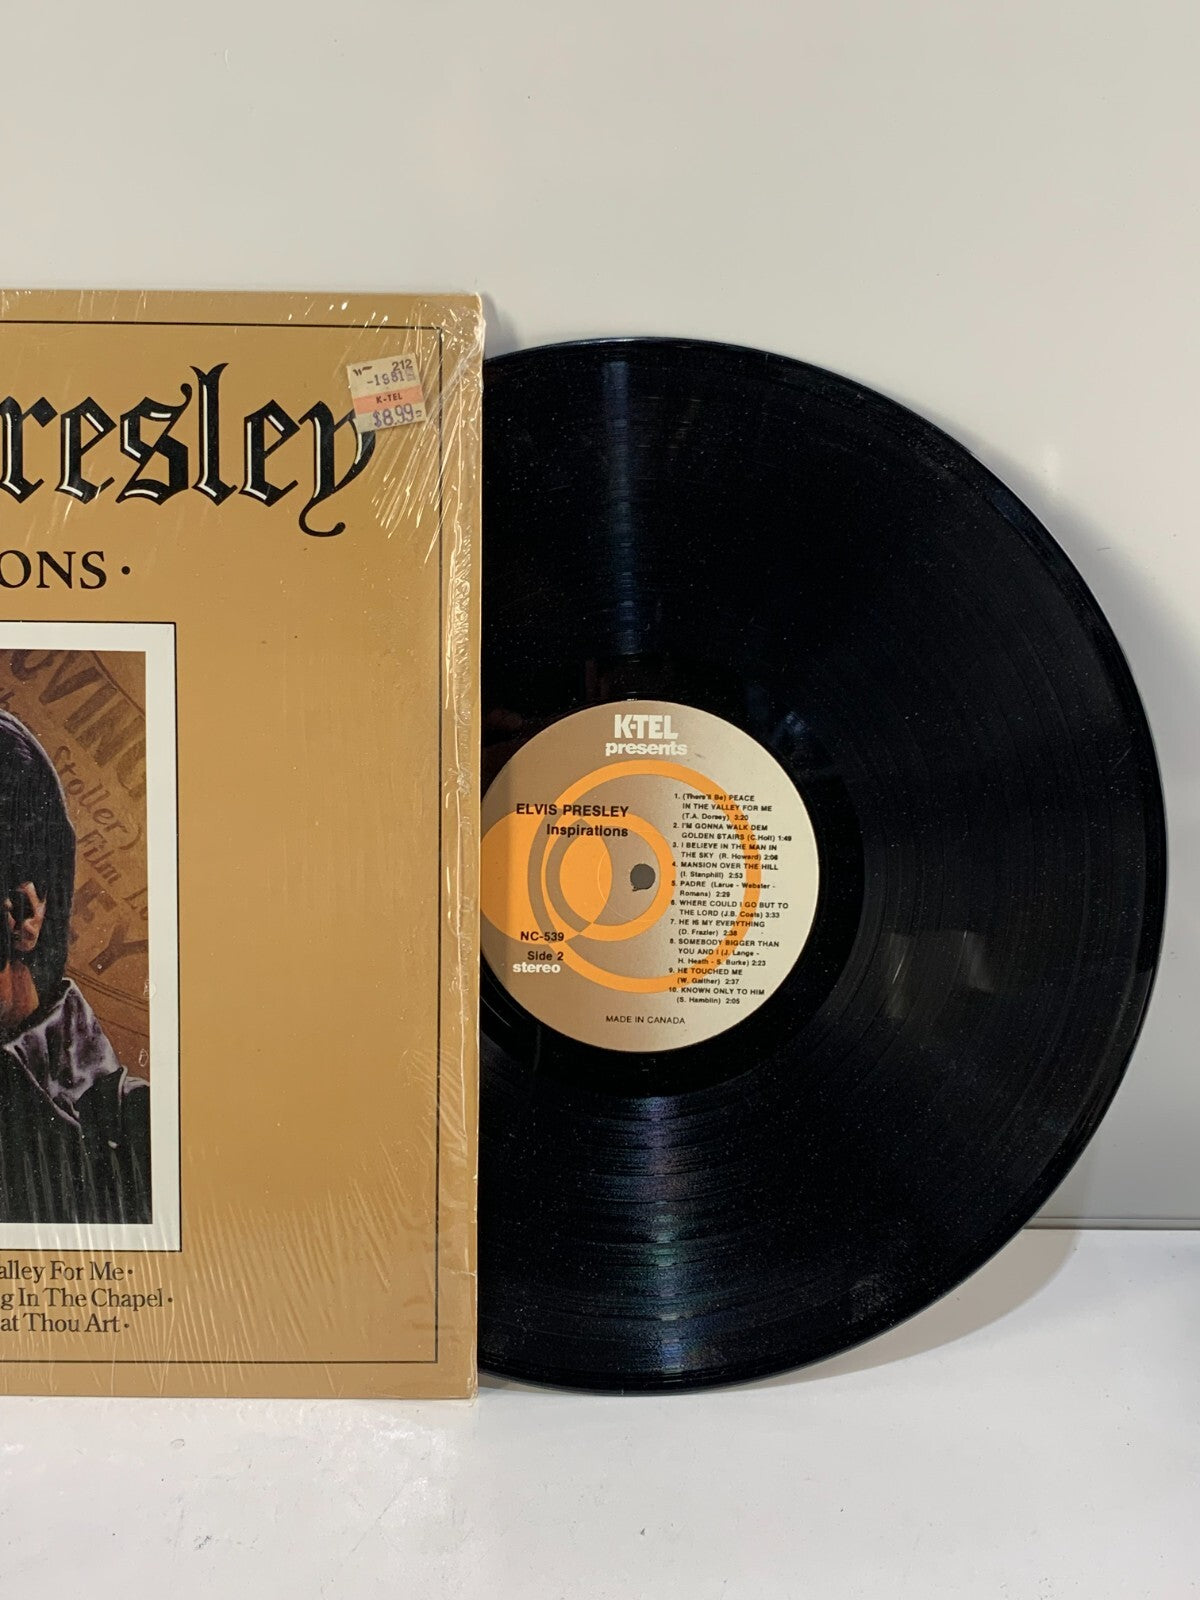 resley
212
-1981
K-TEL
$8.99
ONS ·
OVING
Stoller)
Film
EY
alley For Me ·
g In The Chapel ·
at Thou Art ·
K-TEL
presents
ELVIS PRESLEY
Inspirations
NC-539
Side 2
stereo
1. (There'll Be) PEACE
IN THE VALLEY FOR ME
(T.A. Dorsey) 3:20
2. I'M GONNA WALK DEM
GOLDEN STAIRS (C.Holt) 1:49
3. I BELIEVE IN THE MAN IN
THE SKY (R. Howard) 2:08
4. MANSION OVER THE HILL
(I. Stanphill) 2:53
5. PADRE (Larue - Webster -
Romans) 2:29
6. WHERE COULD I GO BUT TO
THE LORD (J.B. Coats) 3:33
7. HE IS MY EVERYTHING
(D. Frazier) 2:38
8. SOMEBODY BIGGER THAN
YOU AND I (J. Lange -
H. Heath - S. Burke) 2:23
9. HE TOUCHED ME
(W. Gaither) 2:37
10. KNOWN ONLY TO HIM
(S. Hamblin) 2:05
MADE IN CANADA